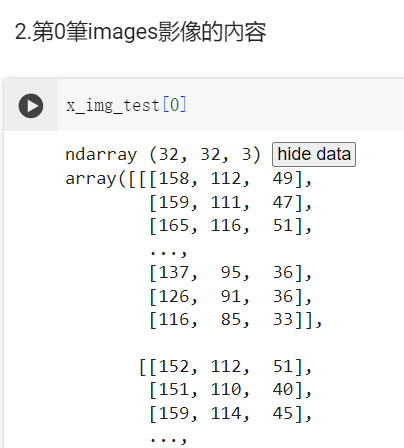 2.第0筆images影像的內容
x_img_test[0]
ndarray (32, 32, 3) hide data
array([[[158, 112,  49],
        [159, 111,  47],
        [165, 116,  51],
        ...,
        [137,  95,  36],
        [126,  91,  36],
        [116,  85,  33]],
       [[152, 112,  51],
        [151, 110,  40],
        [159, 114,  45],
        ...,